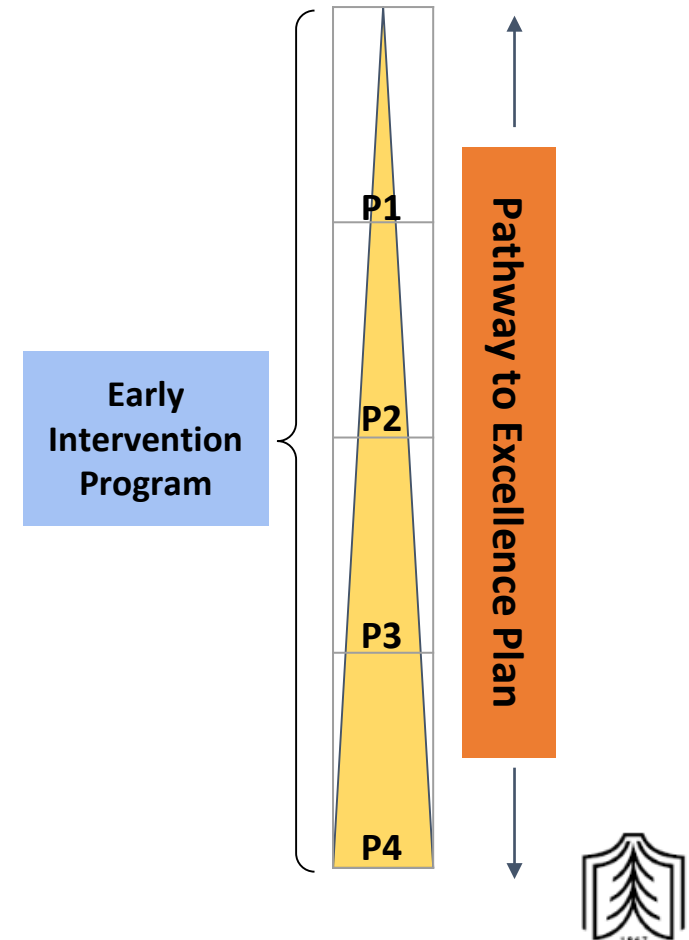 P1
Early
Intervention
Program
P2
P3
P4
Pathway to Excellence Plan